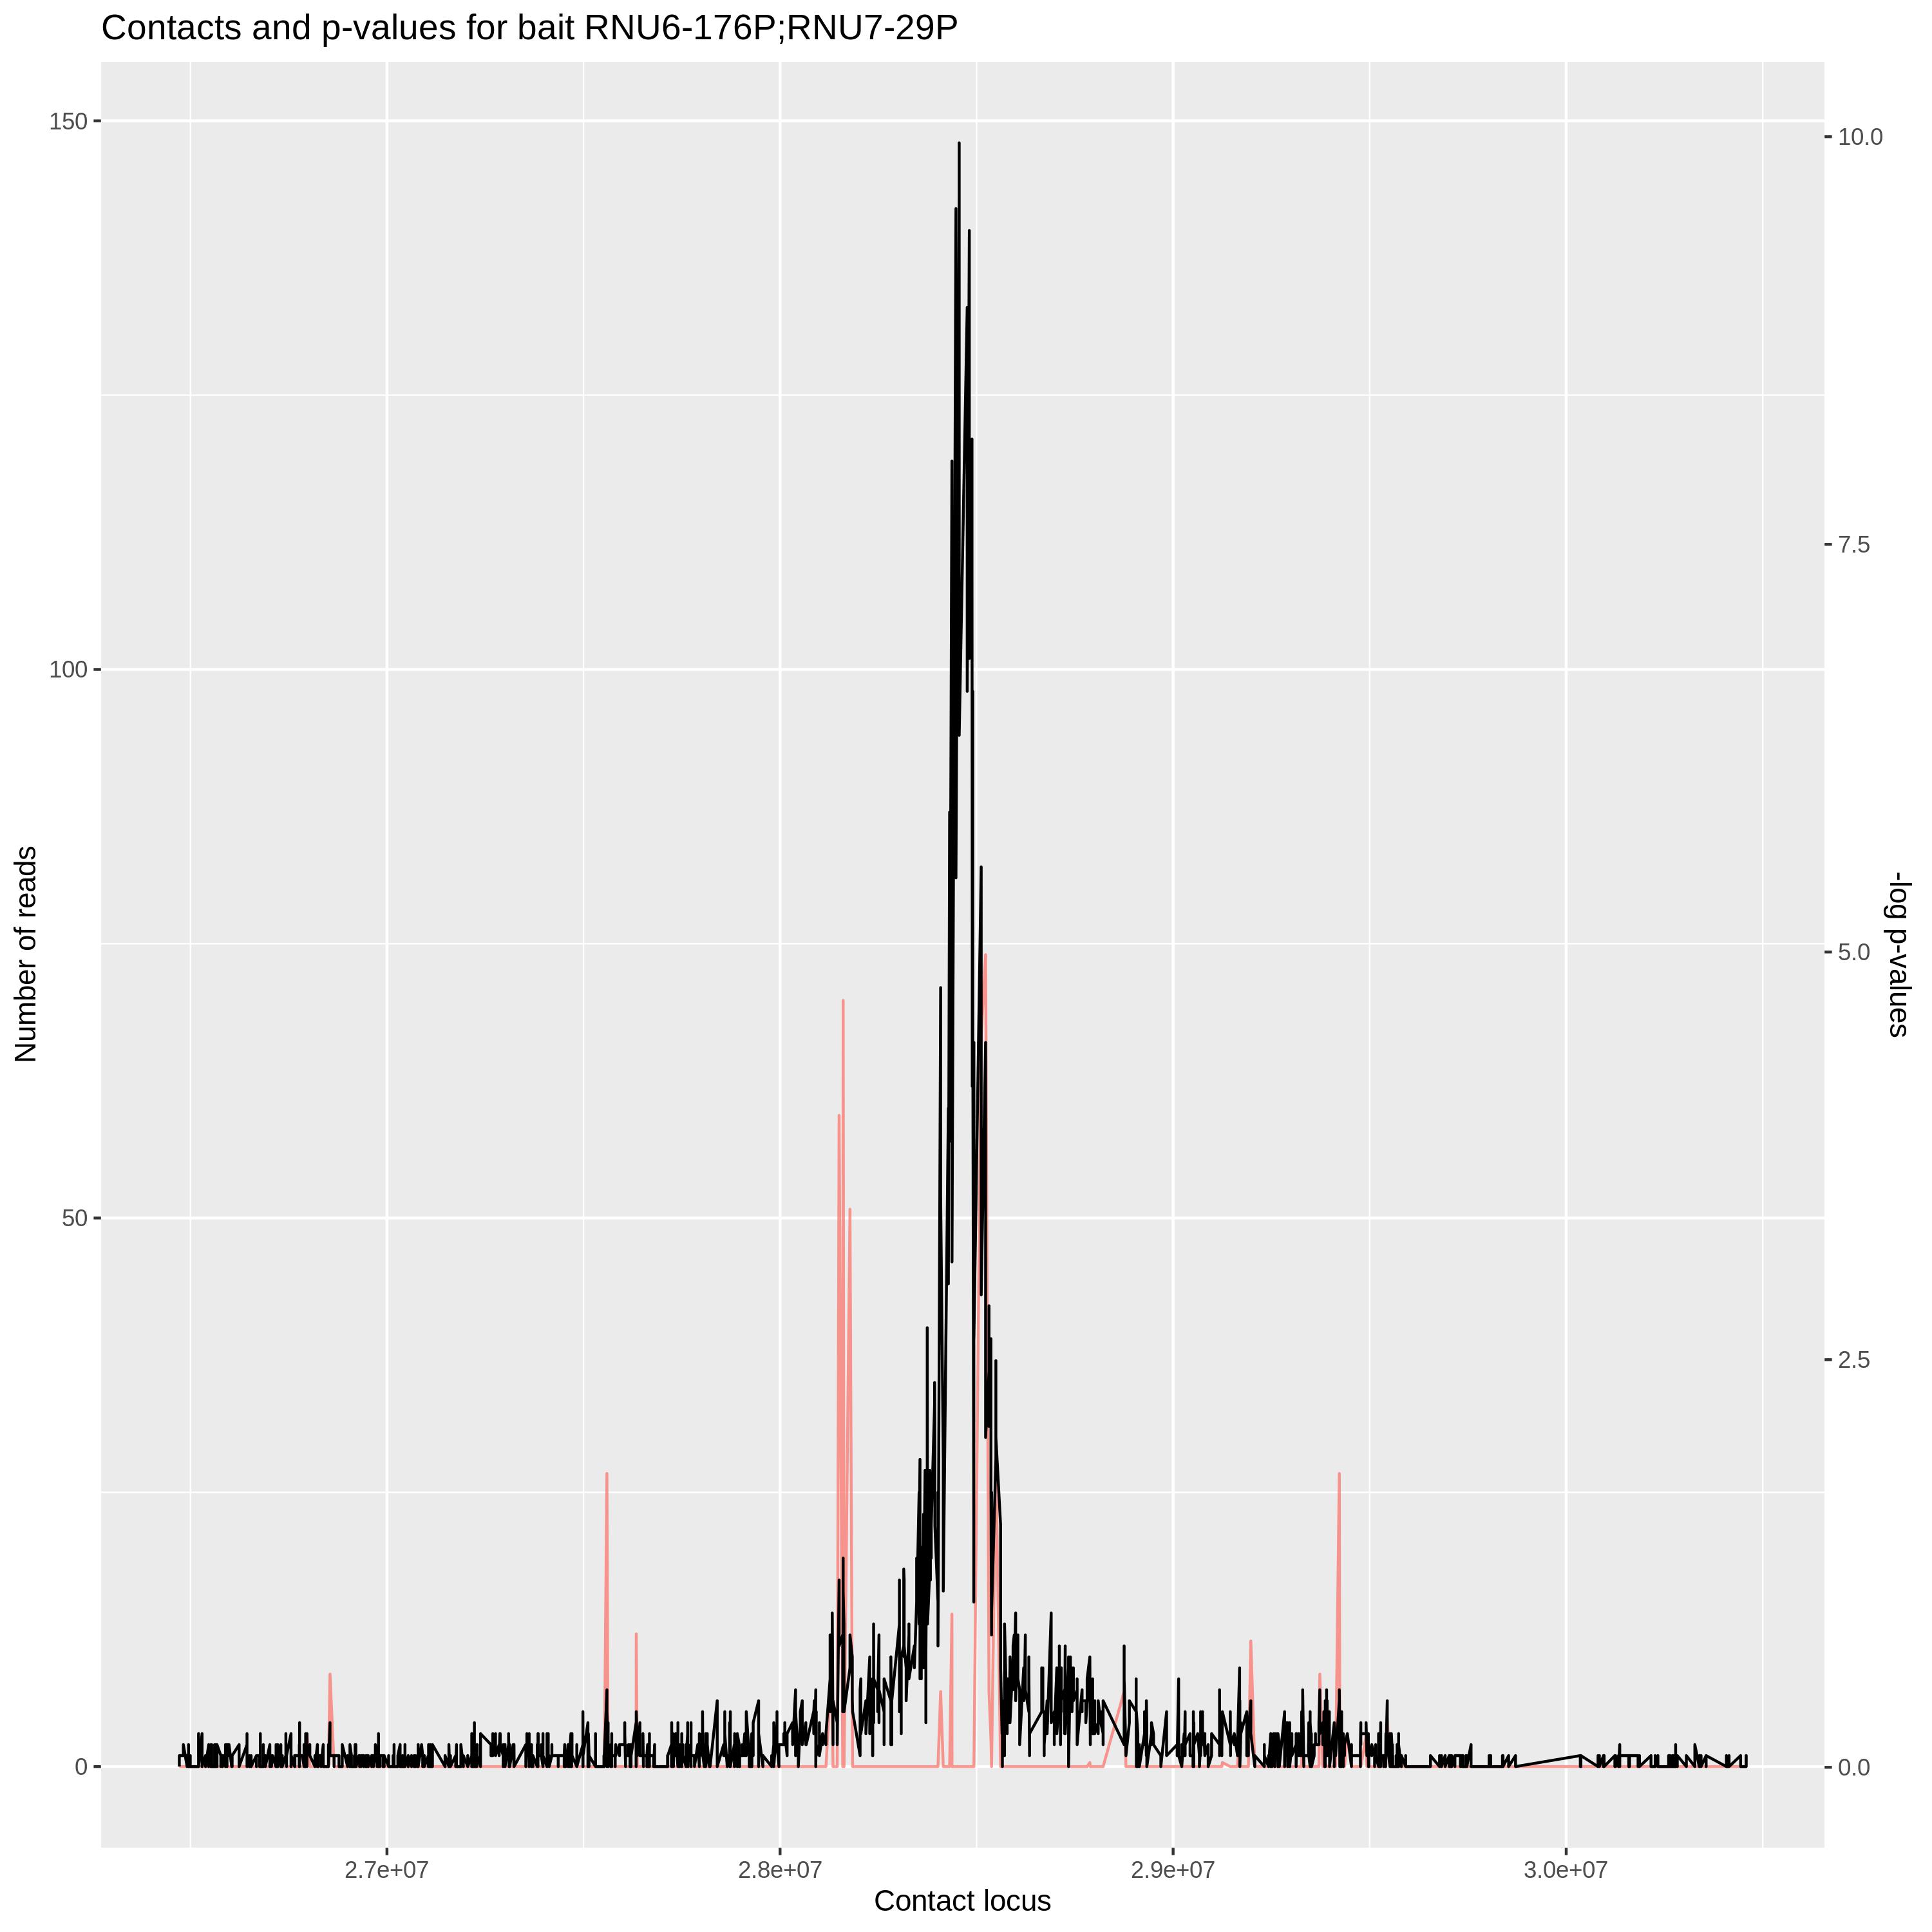 Contacts and p-values for bait RNU6-176P;RNU7-29P
150
100
50
0
Number of reads
10.0
7.5
5.0
2.5
0.0
-log p-values
2.7e+07
2.8e+07
2.9e+07
3.0e+07
Contact locus